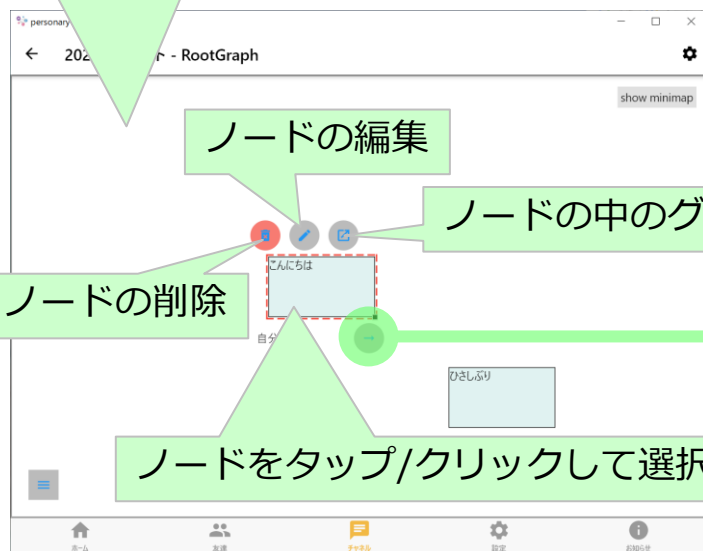 personary
202 ト - RootGraph
show minimap
ノードの編集
ノードの中のグ
こんにちは
ノードの削除
自分
→
ひさしぶり
ノードをタップ/クリックして選択
ホーム
友達
チャネル
設定
お知らせ